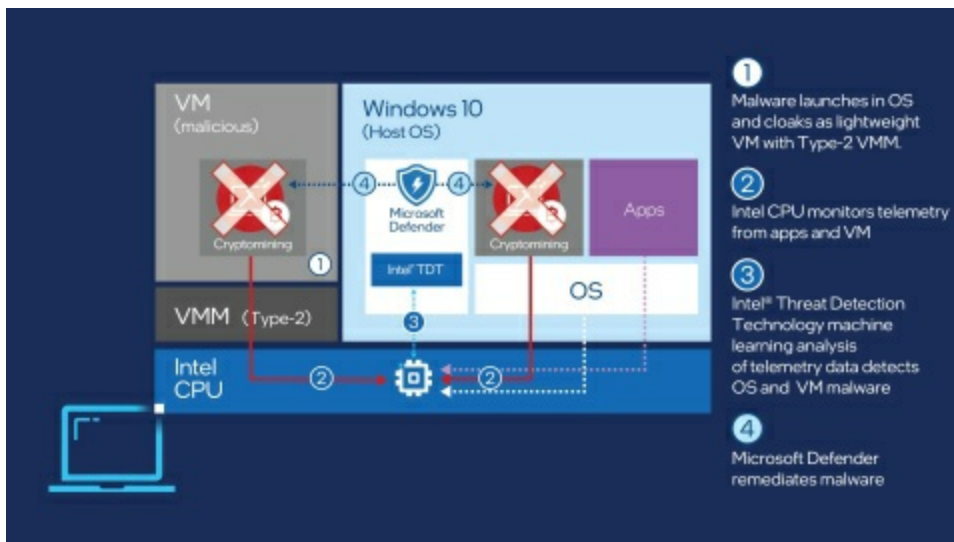 VM
(malicious)
Cryptomining
1
VMM (Type-2)
Windows 10
(Host OS)
4
4
Microsoft
Defender
Intel® TDT
Cryptomining
Apps
OS
3
Intel
CPU
2
2
1
Malware launches in OS
and cloaks as lightweight
VM with Type-2 VMM.
2
Intel CPU monitors telemetry
from apps and VM
3
Intel® Threat Detection
Technology machine
learning analysis
of telemetry data detects
OS and VM malware
4
Microsoft Defender
remediates malware